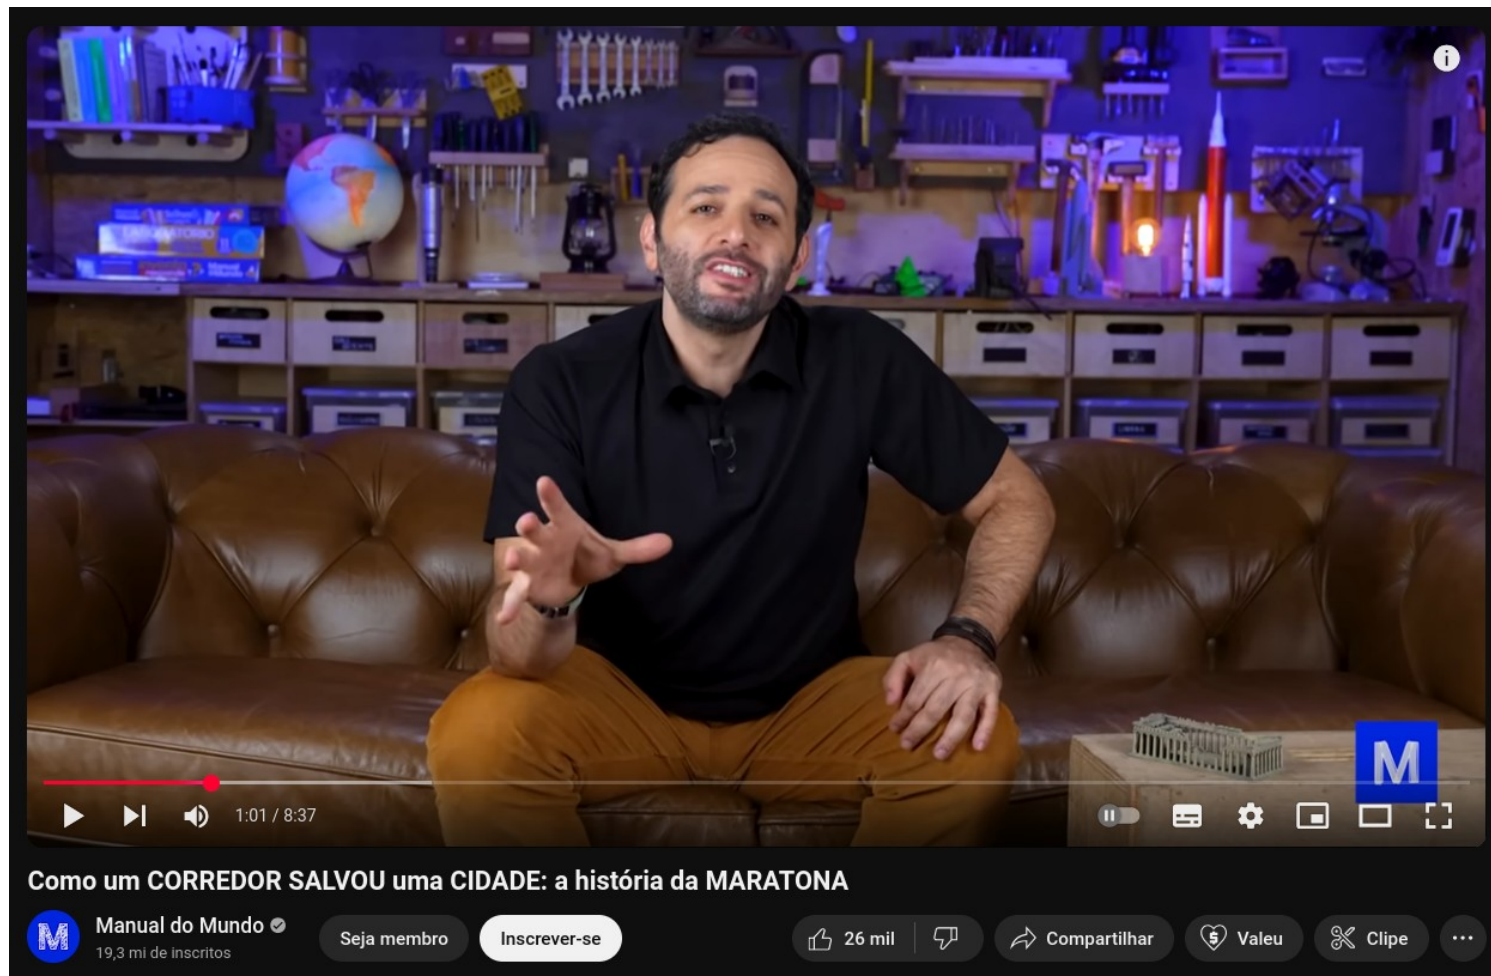 LABORATÓRIO
M
1:01 / 8:37
Como um CORREDOR SALVOU uma CIDADE: a história da MARATONA
M
Manual do Mundo
19,3 mi de inscritos
Seja membro
Inscrever-se
26 mil
Compartilhar
Valeu
Clipe